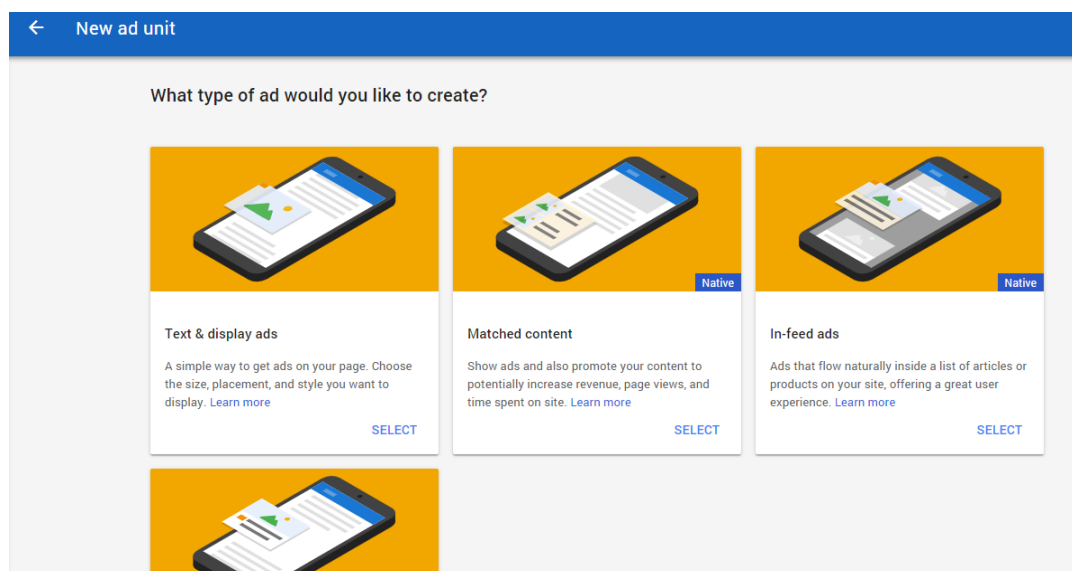 New ad unit
What type of ad would you like to create?
Native
Native
Text & display ads
A simple way to get ads on your page. Choose
the size, placement, and style you want to
display. Learn more
SELECT
Matched content
Show ads and also promote your content to
potentially increase revenue, page views, and
time spent on site. Learn more
SELECT
In-feed ads
Ads that flow naturally inside a list of articles or
products on your site, offering a great user
experience. Learn more
SELECT